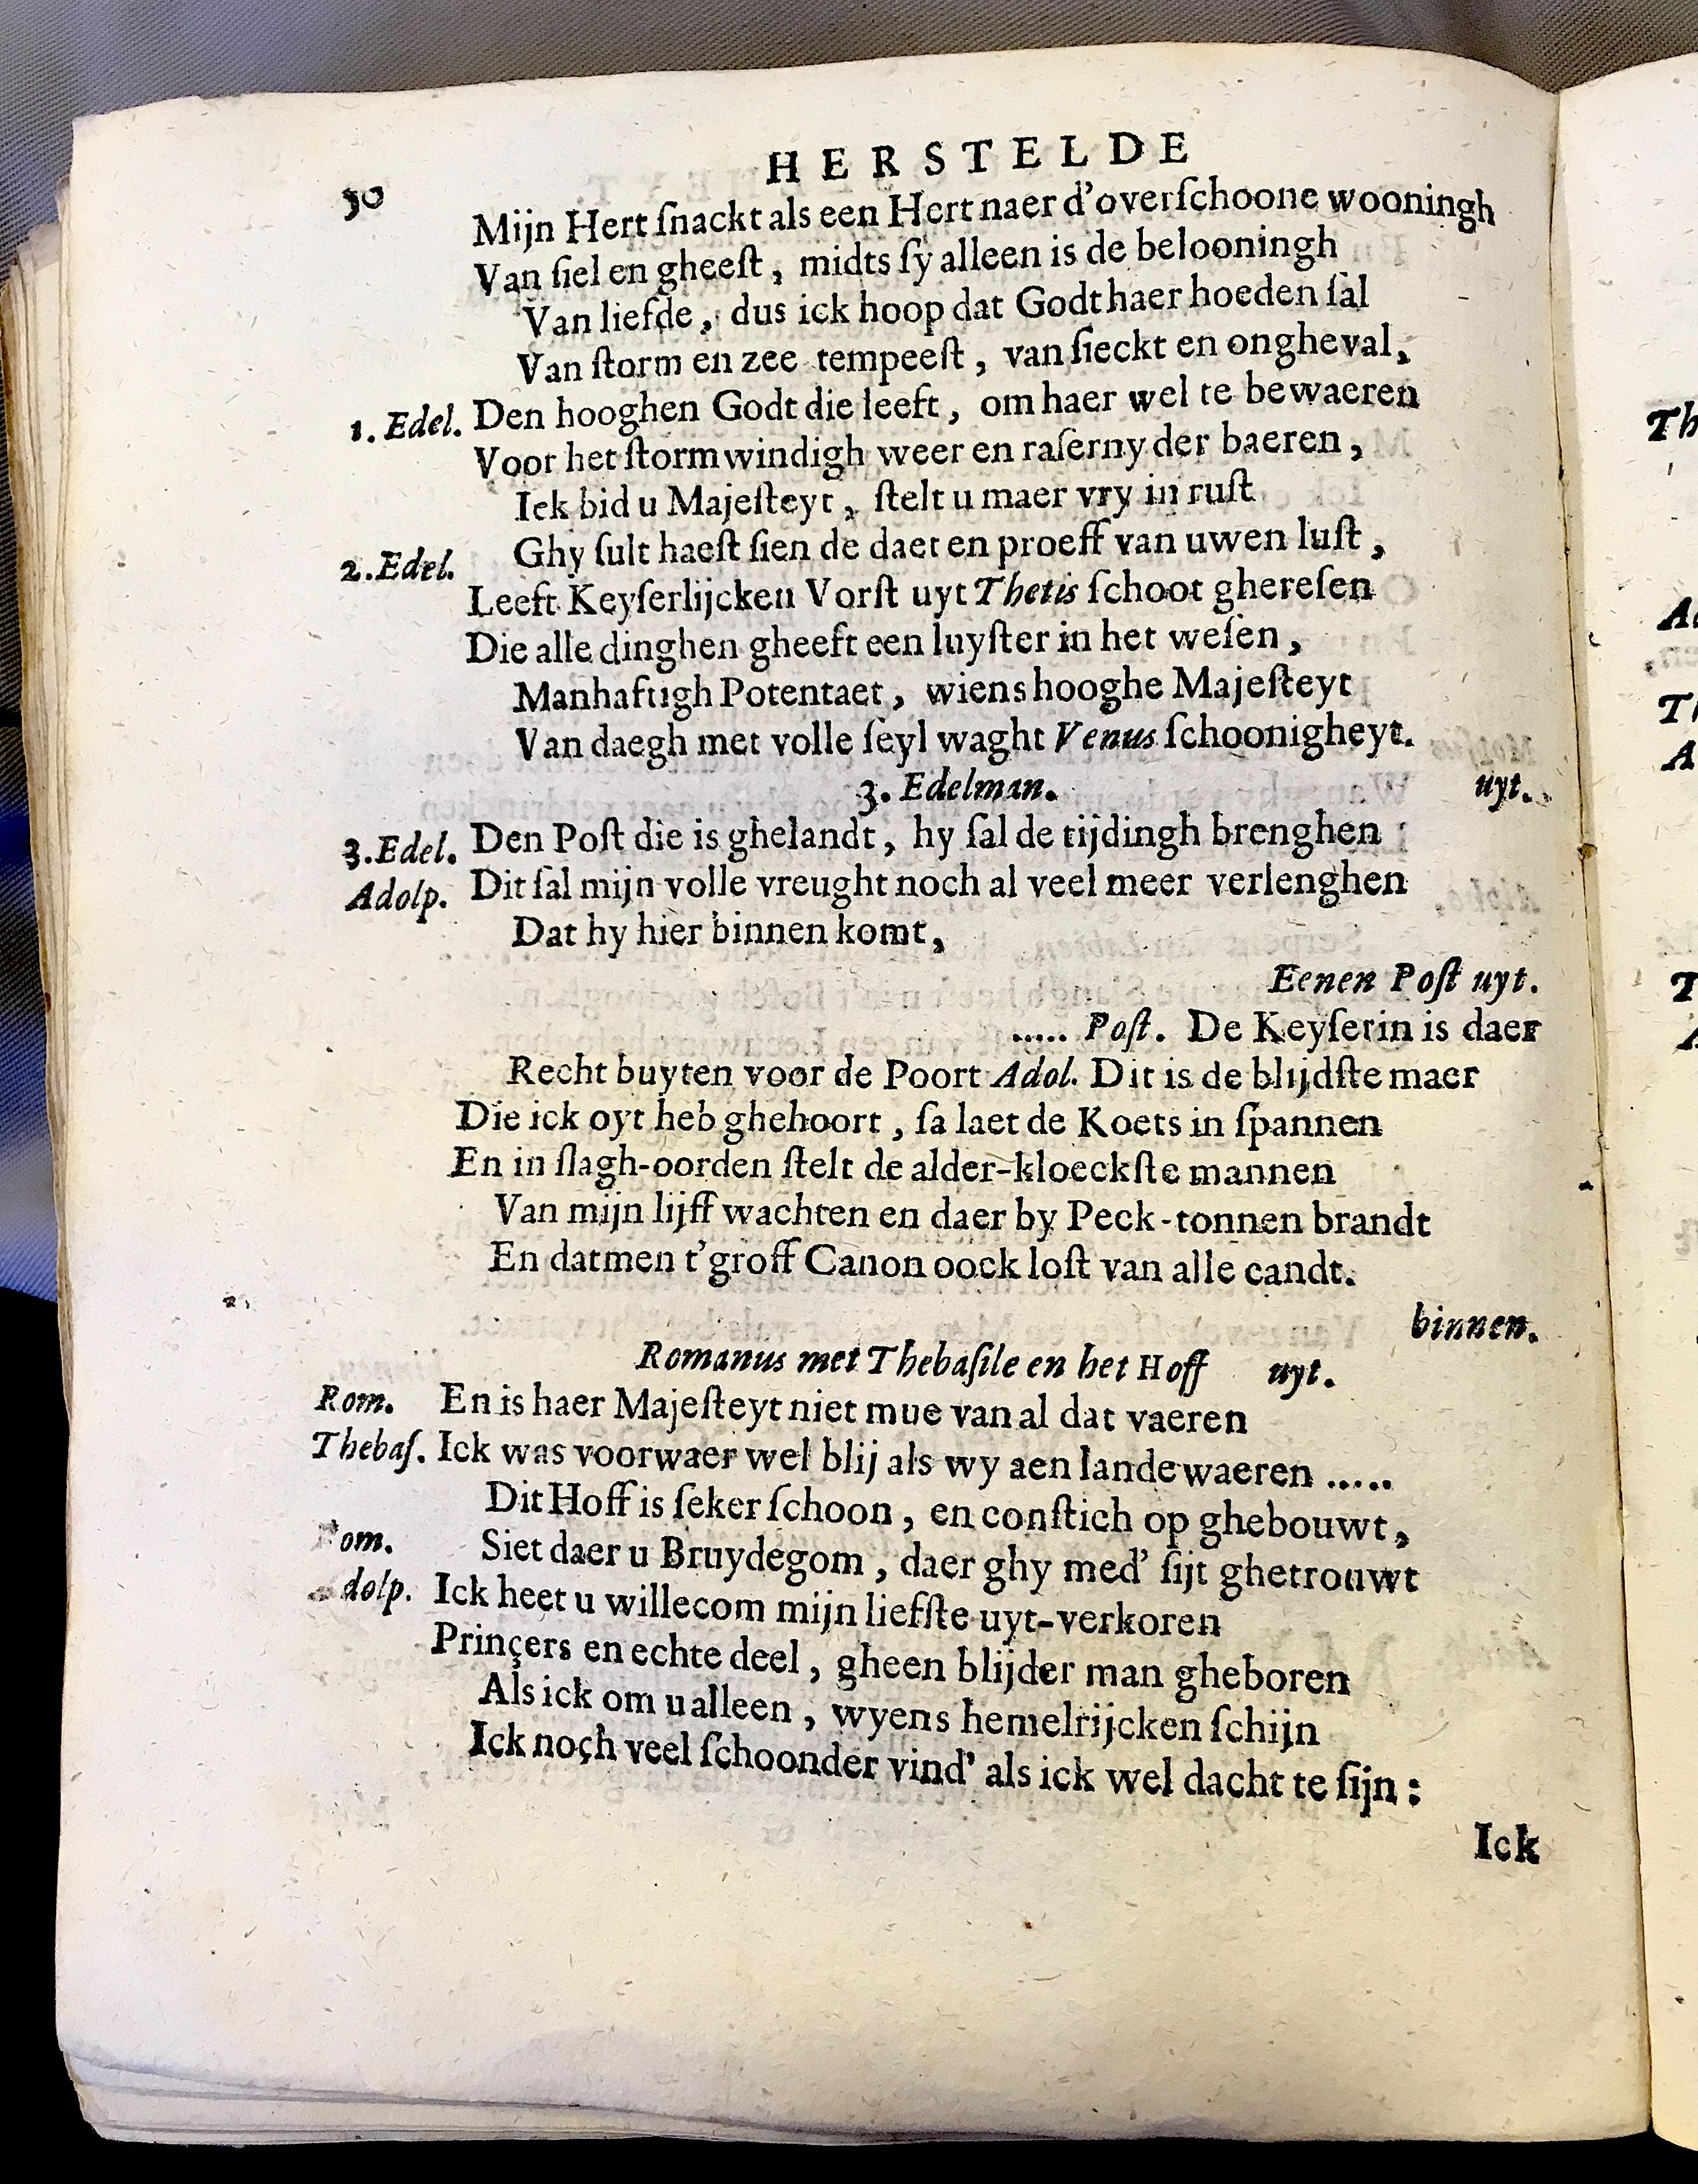 HERSTELDE
50
Mijn Hert ſnackt als een Hert naer d'overſchoone wooningh
Van ſiel en gheeſt, midts ſy alleen is de belooningh
Van liefde, dus ick hoop dat Godt haer hoeden ſal
Van ſtorm en zee tempeeſt, van ſieckt en ongheval,
1. Edel. Den hooghen Godt die leeft, om haer wel te bewaeren
Voor het ſtormwindigh weer en raſerny der baeren,
Ick bid u Majeſteyt, ſtelt u maer vry in ruſt
Ghy ſult haeſt ſien de daet en proeff van uwen luſt,
2. Edel. Leeft Keyſerlijcken Vorſt uyt Thetis ſchoot ghereſen
Die alle dinghen gheeft een luyſter in het weſen,
Manhaftigh Potentaet, wiens hooghe Majeſteyt
Van daegh met volle ſeyl waght Venus ſchoonigheyt.
3. Edelman. uyt.
3. Edel. Den Poſt die is ghelandt, hy ſal de tijdingh brenghen
Adolp. Dit ſal mijn volle vreught noch al veel meer verlenghen
Dat hy hier binnen komt,
Eenen Poſt uyt.
..... Poſt. De Keyſerin is daer
Recht buyten voor de Poort Adol. Dit is de blijdſte maer
Die ick oyt heb ghehoort, ſa laet de Koets in ſpannen
En in ſlagh-oorden ſtelt de alder-kloeckſte mannen
Van mijn lijff wachten en daer by Peck-tonnen brandt
En datmen t'groff Canon oock loſt van alle candt.
binnen.
Romanus met Thebaſile en het Hoff uyt.
Rom. En is haer Majeſteyt niet mue van al dat vaeren
Thebaſ. Ick was voorwaer wel blij als wy aen lande waeren .....
Dit Hoff is ſeker ſchoon, en conſtich op ghebouwt,
Rom. Siet daer u Bruydegom, daer ghy med' ſijt ghetrouwt
Adolp. Ick heet u willecom mijn liefſte uyt-verkoren
Prinçers en echte deel, gheen blijder man gheboren
Als ick om u alleen, wyens hemelrijcken ſchijn
Ick noçh veel ſchoonder vind' als ick wel dacht te ſijn:
Ick